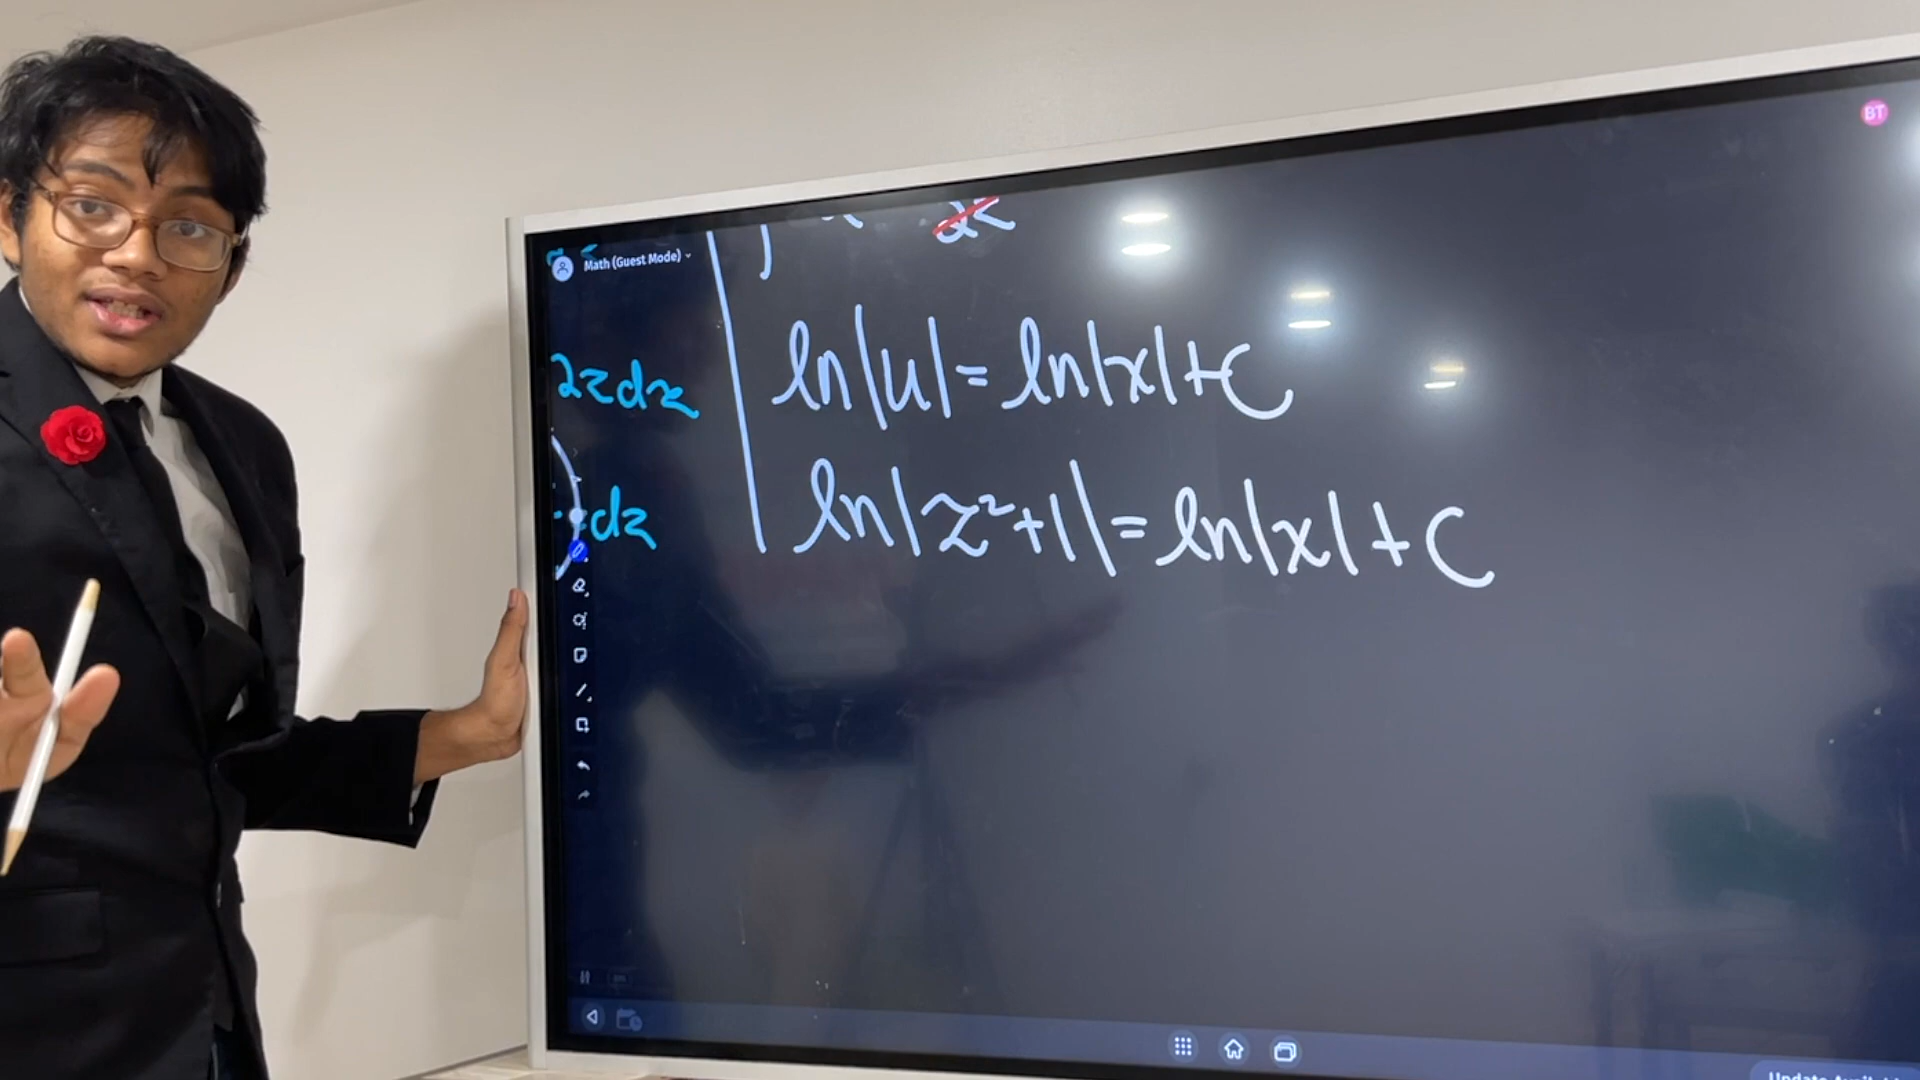 BT
Math (Guest Mode)
ln|u|=ln|x|+C
2zdz
ln|z²+1|=ln|x|+C
dz